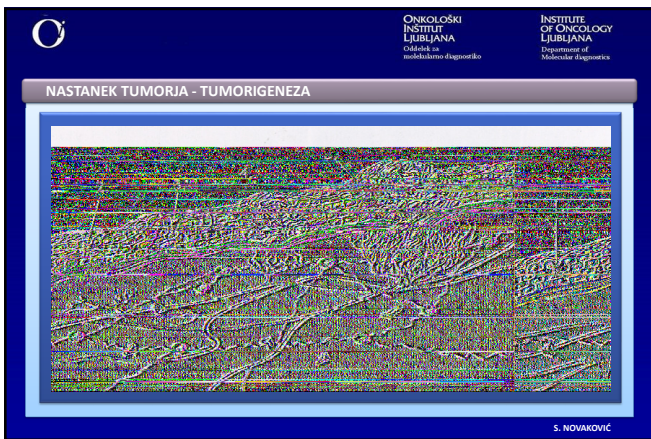 ONKOLOŠKI
INŠTITUT
LJUBLJANA
Oddelek za
molekularno diagnostiko
INSTITUTE
OF ONCOLOGY
LJUBLJANA
Department of
Molecular diagnostics
NASTANEK TUMORJA - TUMORIGENEZA
S. NOVAKOVIĆ